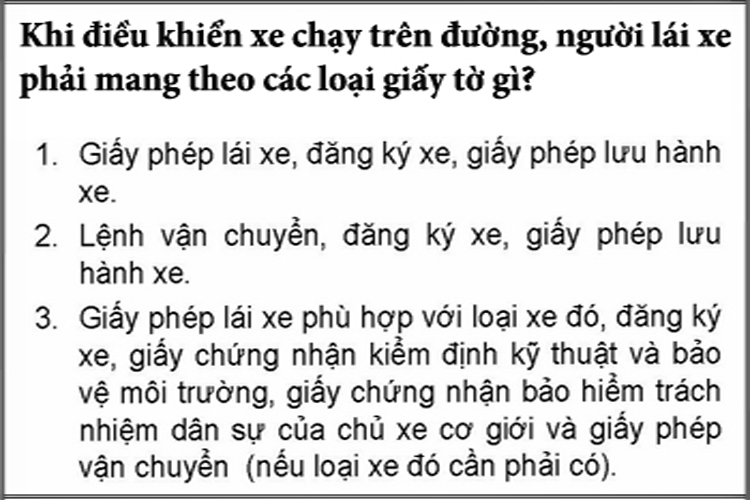 Khi điều khiển xe chạy trên đường, người lái xe
phải mang theo các loại giấy tờ gì?
1. Giấy phép lái xe, đăng ký xe, giấy phép lưu hành
xe.
2. Lệnh vận chuyển, đăng ký xe, giấy phép lưu
hành xe.
3. Giấy phép lái xe phù hợp với loại xe đó, đăng ký
xe, giấy chứng nhận kiểm định kỹ thuật và bảo
vệ môi trường, giấy chứng nhận bảo hiểm trách
nhiệm dân sự của chủ xe cơ giới và giấy phép
vận chuyển (nếu loại xe đó cần phải có).